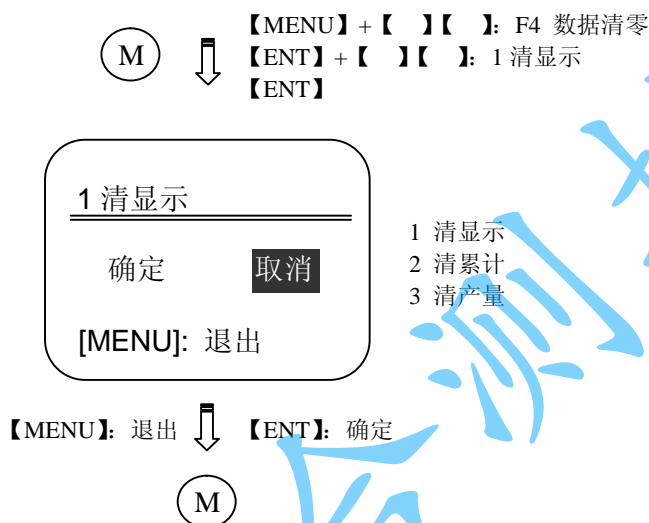 【MENU】+【 】【 】：F4 数据清零
M
【ENT】+【 】【 】：1 清显示
【ENT】
1 清显示
确定 取消
[MENU]: 退出
1 清显示
2 清累计
3 清产量
【MENU】：退出
【ENT】：确定
M